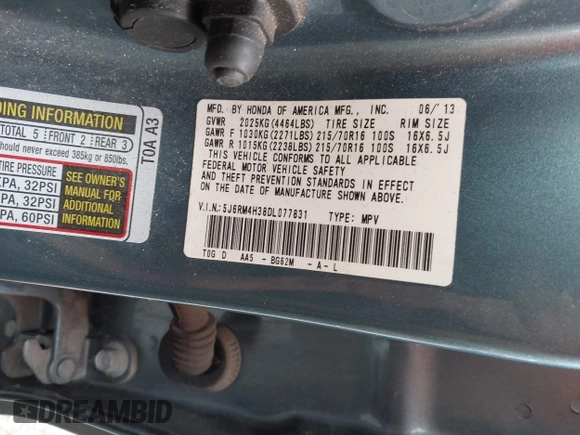 DING INFORMATION
TOTAL 5 FRONT 2 REAR 3
should never exceed 385kg or 850lbs.
TIRE PRESSURE
KPA, 32PSI
KPA, 32PSI
PA, 60PSI
SEE OWNER'S
MANUAL FOR
ADDITIONAL
INFORMATION
TOA A3
MFD. BY HONDA OF AMERICA MFG., INC. 06/'13
GVWR 2025KG(4464LBS) TIRE SIZE RIM SIZE
GAWR F 1030KG(2271LBS) 215/70R16 100S 16X6.5J
GAWR R 1015KG(2238LBS) 215/70R16 100S 16X6.5J
THIS VEHICLE CONFORMS TO ALL APPLICABLE
FEDERAL MOTOR VEHICLE SAFETY
AND THEFT PREVENTION STANDARDS IN EFFECT
ON THE DATE OF MANUFACTURE SHOWN ABOVE.
V.I.N.: 5J6RM4H38DL077831 TYPE: MPV
T0G D AA5 - BG62M - A - L
DREAMBID